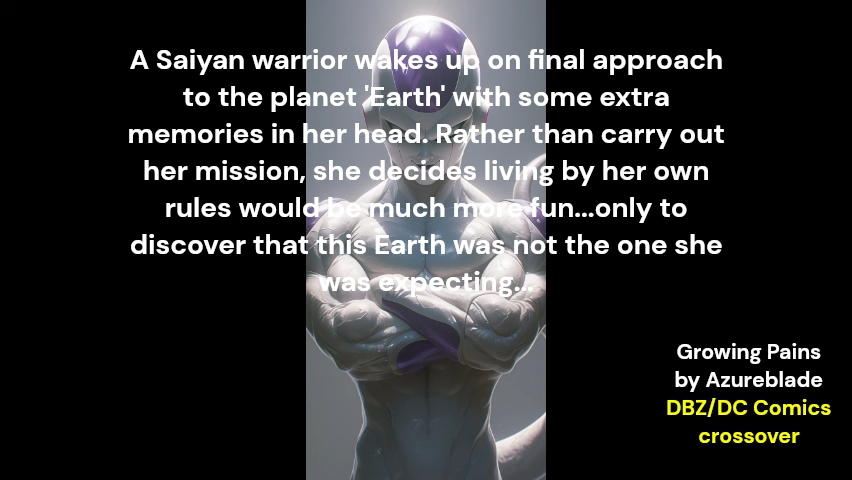 A Saiyan warrior wakes up on final approach
to the planet 'Earth' with some extra
memories in her head. Rather than carry out
her mission, she decides living by her own
rules would be much more fun...only to
discover that this Earth was not the one she
was expecting...
Growing Pains
by Azureblade
DBZ/DC Comics
crossover